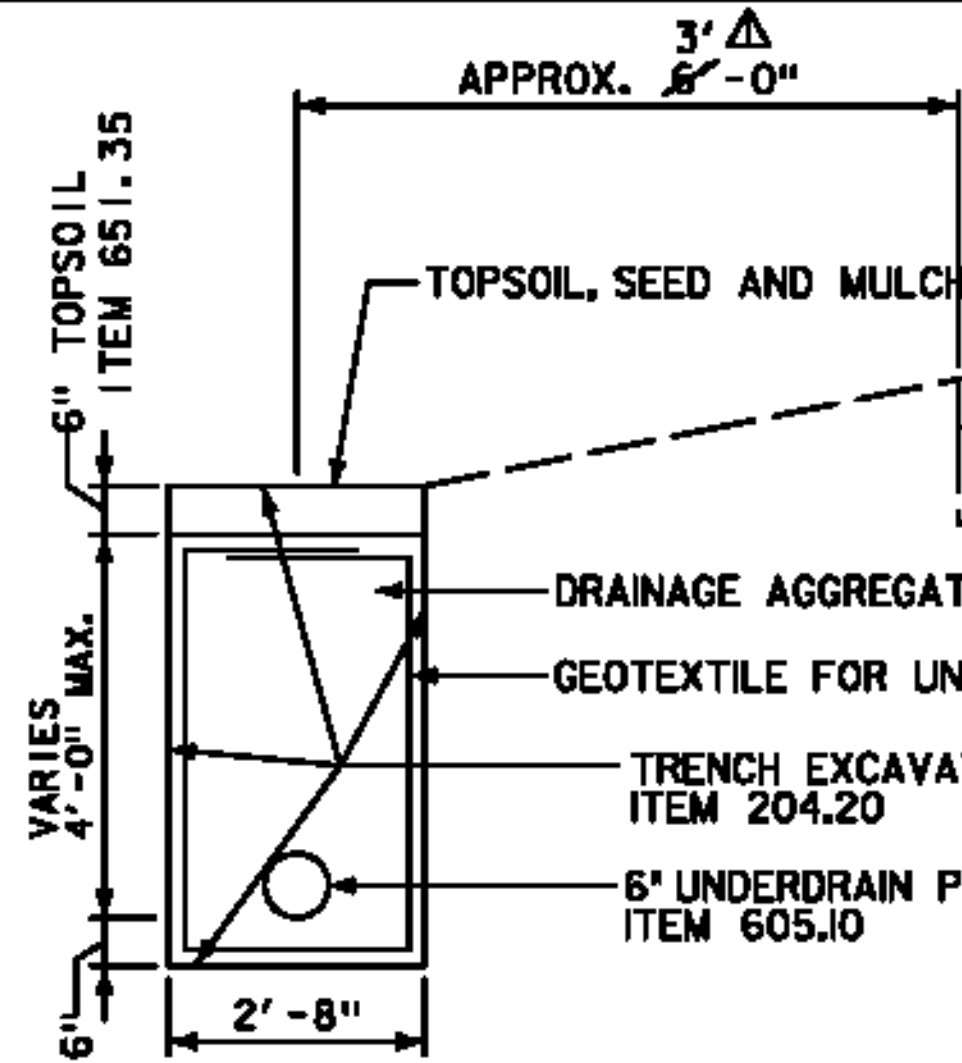 3'
APPROX. 6'-0"
6" TOPSOIL
ITEM 651.35
TOPSOIL, SEED AND MULCH
DRAINAGE AGGREGAT
GEOTEXTILE FOR UN
VARIES
4'-0" MAX.
TRENCH EXCAVA
ITEM 204.20
6" UNDERDRAIN P
ITEM 605.10
6"
2'-8"